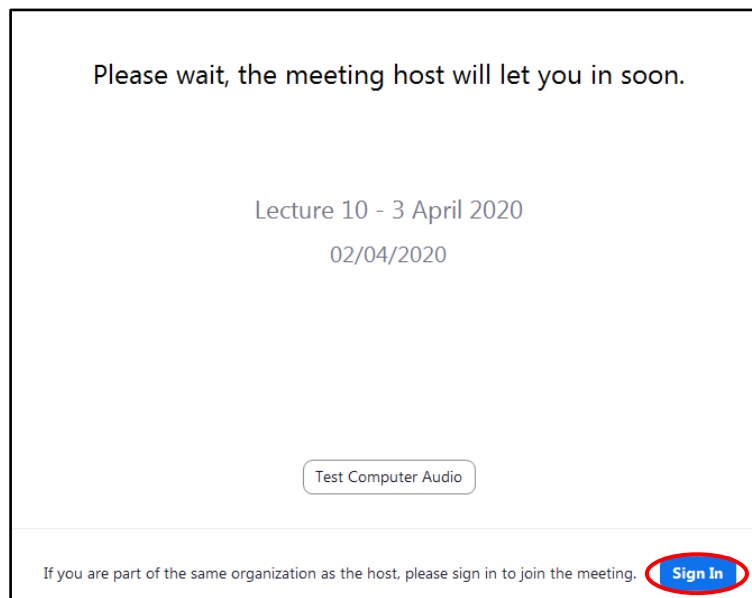 Please wait, the meeting host will let you in soon.
Lecture 10 - 3 April 2020
02/04/2020
Test Computer Audio
If you are part of the same organization as the host, please sign in to join the meeting. Sign In